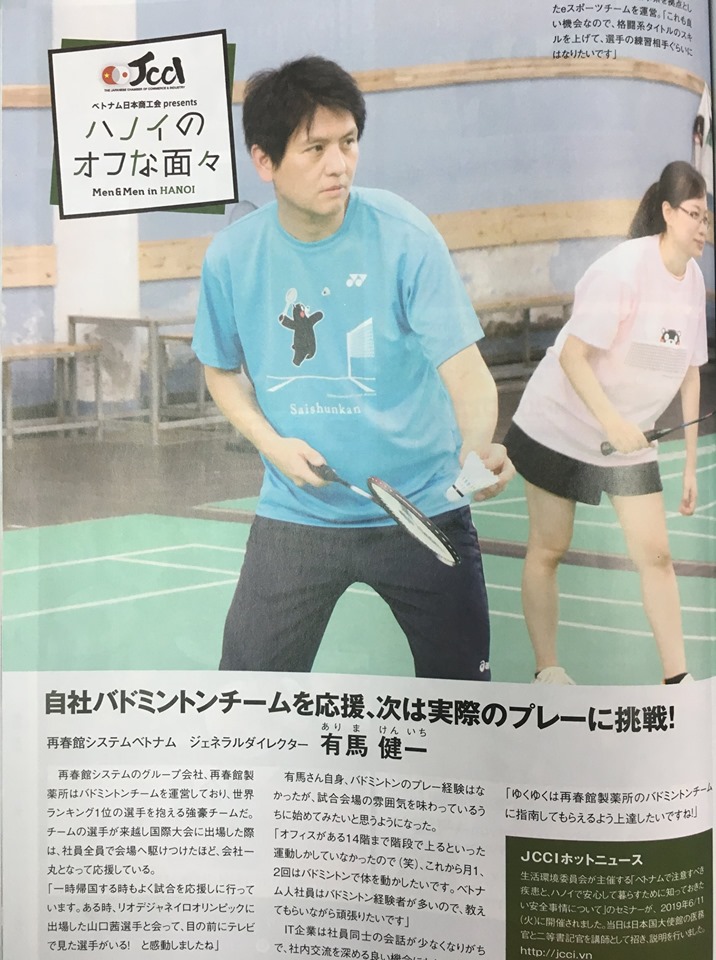 たeスポーツチームを運営。「これも良
い機会なので、格闘系タイトルのスキ
ルを上げて、選手の練習相手ぐらいに
はなりたいです」
Jcci
THE JAPANESE CHAMBER OF COMMERCE & INDUSTRY
ベトナム日本商工会 presents
ハノイの
オフな面々
Men&Men in HANOI
Saishunkan
自社バドミントンチームを応援、次は実際のプレーに挑戦!
再春館システムベトナム ジェネラルダイレクター 有馬 健一
ありま けんいち
再春館システムのグループ会社、再春館製
薬所はバドミントンチームを運営しており、世界
ランキング1位の選手を抱える強豪チームだ。
チームの選手が来越し国際大会に出場した際
は、社員全員で会場へ駆けつけたほど、会社一
丸となって応援している。
「一時帰国する時もよく試合を応援しに行って
います。ある時、リオデジャネイロオリンピックに
出場した山口茜選手と会って、目の前にテレビ
で見た選手がいる! と感動しましたね」
有馬さん自身、バドミントンのプレー経験はな
かったが、試合会場の雰囲気を味わっているう
ちに始めてみたいと思うようになった。
「オフィスがある14階まで階段で上るといった
運動しかしていなかったので(笑)、これから月1、
2回はバドミントンで体を動かしたいです。ベトナ
ム人社員はバドミントン経験者が多いので、教え
てもらいながら頑張りたいです」
IT企業は社員同士の会話が少なくなりがち
で、社内交流を深める良い機会に
「ゆくゆくは再春館製薬所のバドミントンチーム
に指南してもらえるよう上達したいですね!」
JCCIホットニュース
生活環境委員会が主催する「ベトナムで注意すべき
疾患と、ハノイで安心して暮らすために知っておきた
い安全事情について」のセミナーが、2019年6/11
(火)に開催されました。当日は日本国大使館の医務
官と二等書記官を講師として招き、説明を行いました。
http://jcci.vn